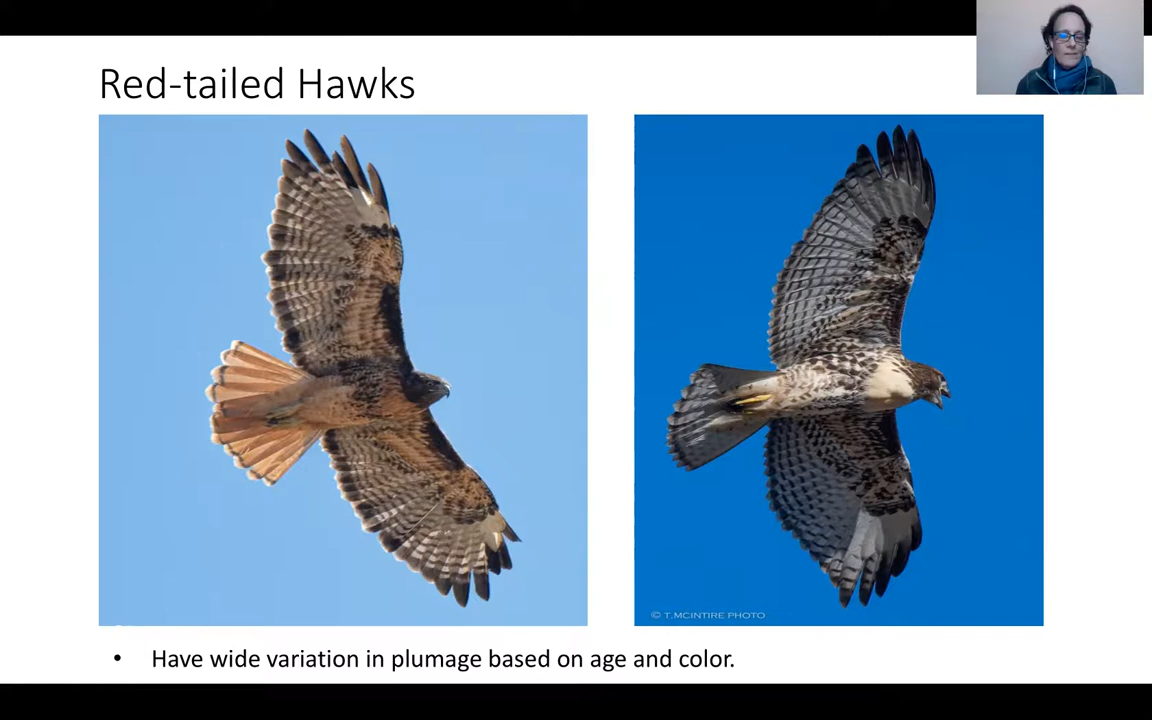 Red-tailed Hawks
© T.MCINTIRE PHOTO
• Have wide variation in plumage based on age and color.